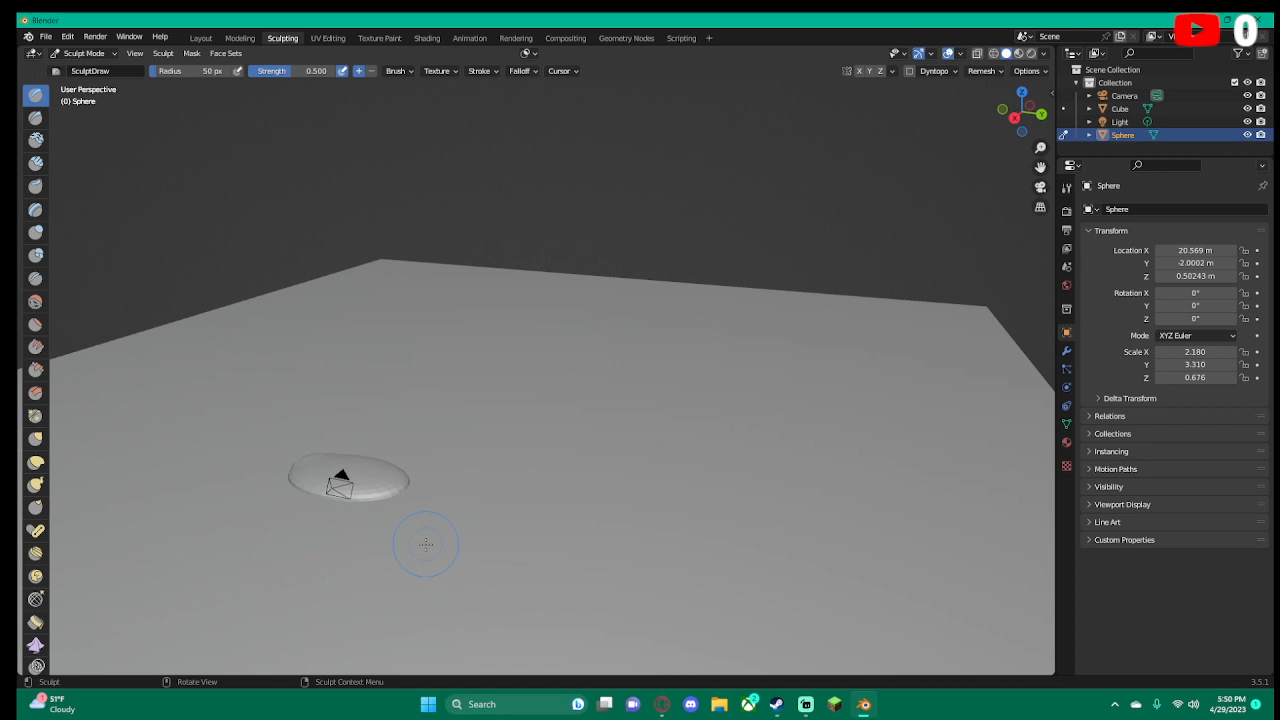 Blender
0
File Edit Render Window Help
Layout Modeling Sculpting UV Editing Texture Paint Shading Animation Rendering Compositing Geometry Nodes Scripting +
Scene
Sculpt Mode View Sculpt Mask Face Sets
SculptDraw Radius 50 px Strength 0.500 Brush Texture Stroke Falloff Cursor
X Y Z Dyntopo Remesh Options
User Perspective
(0) Sphere
Z
Y
X
Scene Collection
Collection
Camera
Cube
Light
Sphere
Sphere
Sphere
Transform
Location X 20.569 m
Y -2.0002 m
Z 0.50243 m
Rotation X 0°
Y 0°
Z 0°
Mode XYZ Euler
Scale X 2.180
Y 3.310
Z 0.676
Delta Transform
Relations
Collections
Instancing
Motion Paths
Visibility
Viewport Display
Line Art
Custom Properties
Sculpt Rotate View Sculpt Context Menu 3.5.1
51°F
Cloudy
Search
5:50 PM
4/29/2023